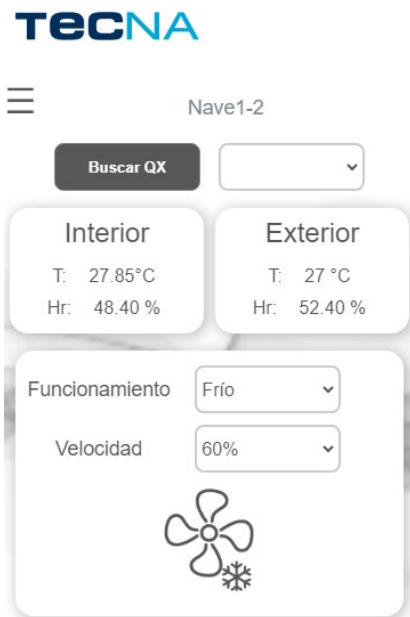 TECNA
Nave1-2
Buscar QX
Interior
T: 27.85°C
Hr: 48.40 %
Exterior
T: 27 °C
Hr: 52.40 %
Funcionamiento Frío
Velocidad 60%